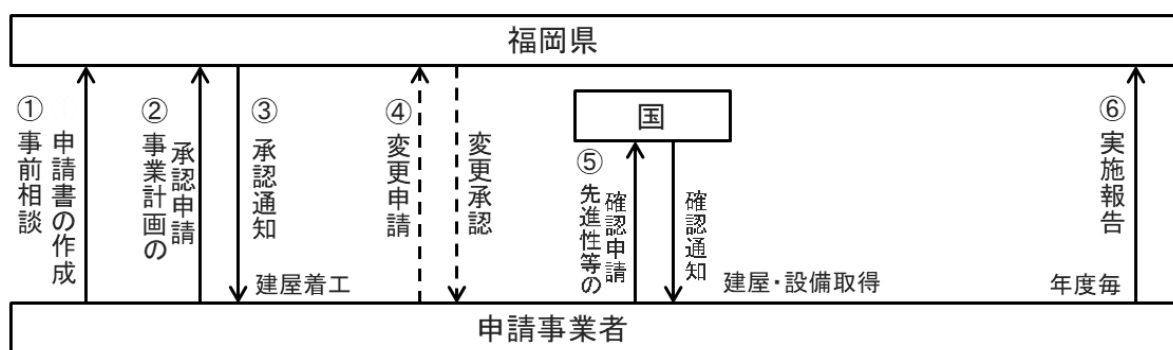 福岡県
①
事前相談
申請書の作成
②
事業計画の
承認申請
③
承認通知
建屋着工
④
変更申請
変更承認
国
⑤
先進性等の
確認申請
確認通知
建屋・設備取得
⑥
実施報告
年度毎
申請事業者